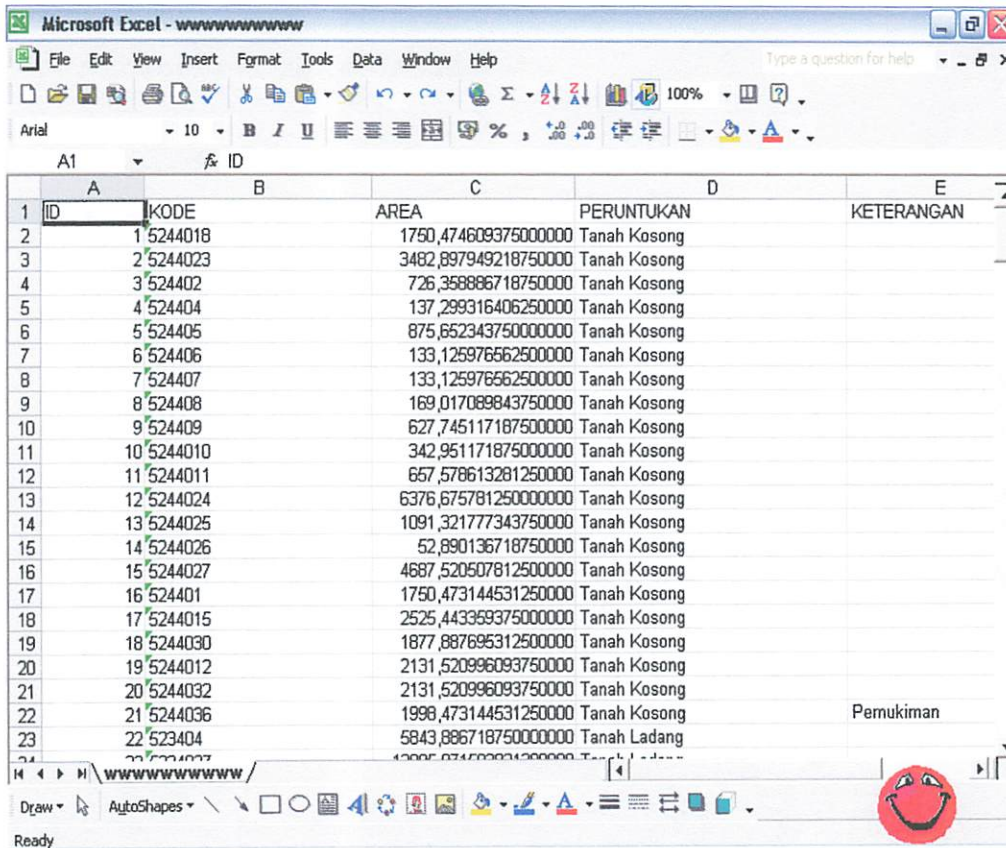 Microsoft Excel - wwwwwwwwwww
File Edit View Insert Format Tools Data Window Help Type a question for help
100%
Arial 10 B I U % ,
A1 fx ID
A B C D E
1 ID KODE AREA PERUNTUKAN KETERANGAN
2 1 5244018 1750,474609375000000 Tanah Kosong
3 2 5244023 3482,897949218750000 Tanah Kosong
4 3 524402 726,358886718750000 Tanah Kosong
5 4 524404 137,299316406250000 Tanah Kosong
6 5 524405 875,652343750000000 Tanah Kosong
7 6 524406 133,125976562500000 Tanah Kosong
8 7 524407 133,125976562500000 Tanah Kosong
9 8 524408 169,017089843750000 Tanah Kosong
10 9 524409 627,745117187500000 Tanah Kosong
11 10 5244010 342,951171875000000 Tanah Kosong
12 11 5244011 657,578613281250000 Tanah Kosong
13 12 5244024 6376,675781250000000 Tanah Kosong
14 13 5244025 1091,321777343750000 Tanah Kosong
15 14 5244026 52,890136718750000 Tanah Kosong
16 15 5244027 4687,520507812500000 Tanah Kosong
17 16 524401 1750,473144531250000 Tanah Kosong
18 17 5244015 2525,443359375000000 Tanah Kosong
19 18 5244030 1877,887695312500000 Tanah Kosong
20 19 5244012 2131,520996093750000 Tanah Kosong
21 20 5244032 2131,520996093750000 Tanah Kosong
22 21 5244036 1998,473144531250000 Tanah Kosong Pemukiman
23 22 523404 5843,886718750000000 Tanah Ladang
wwwwwwwwwww
Draw AutoShapes
Ready